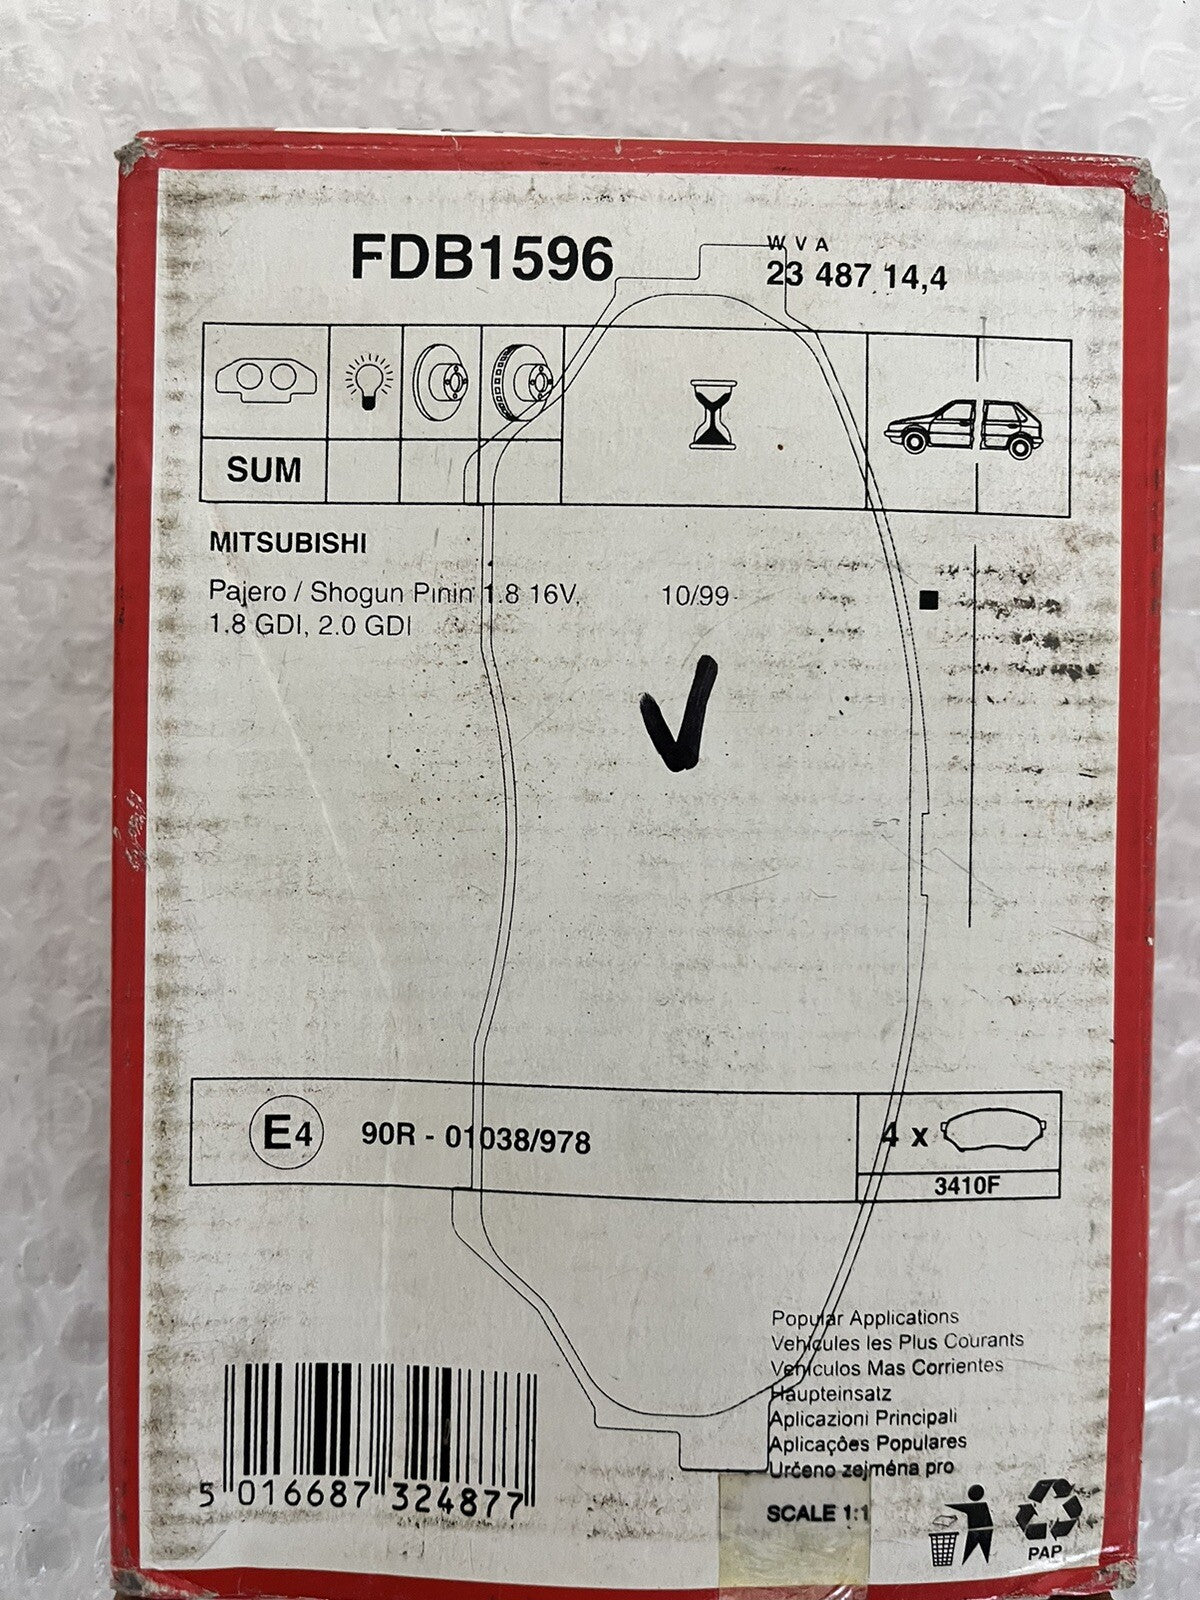 FDB1596
W V A
23 487 14,4
SUM
MITSUBISHI
Pajero / Shogun Pinin 1.8 16V, 10/99-
1.8 GDI, 2.0 GDI
E4 90R - 01038/978
4 x
3410F
Popular Applications
Vehicules les Plus Courants
Vehiculos Mas Corrientes
Haupteinsatz
Aplicazioni Principali
Aplicações Populares
Určeno zejména pro
SCALE 1:1
5 016687 324877
PAP